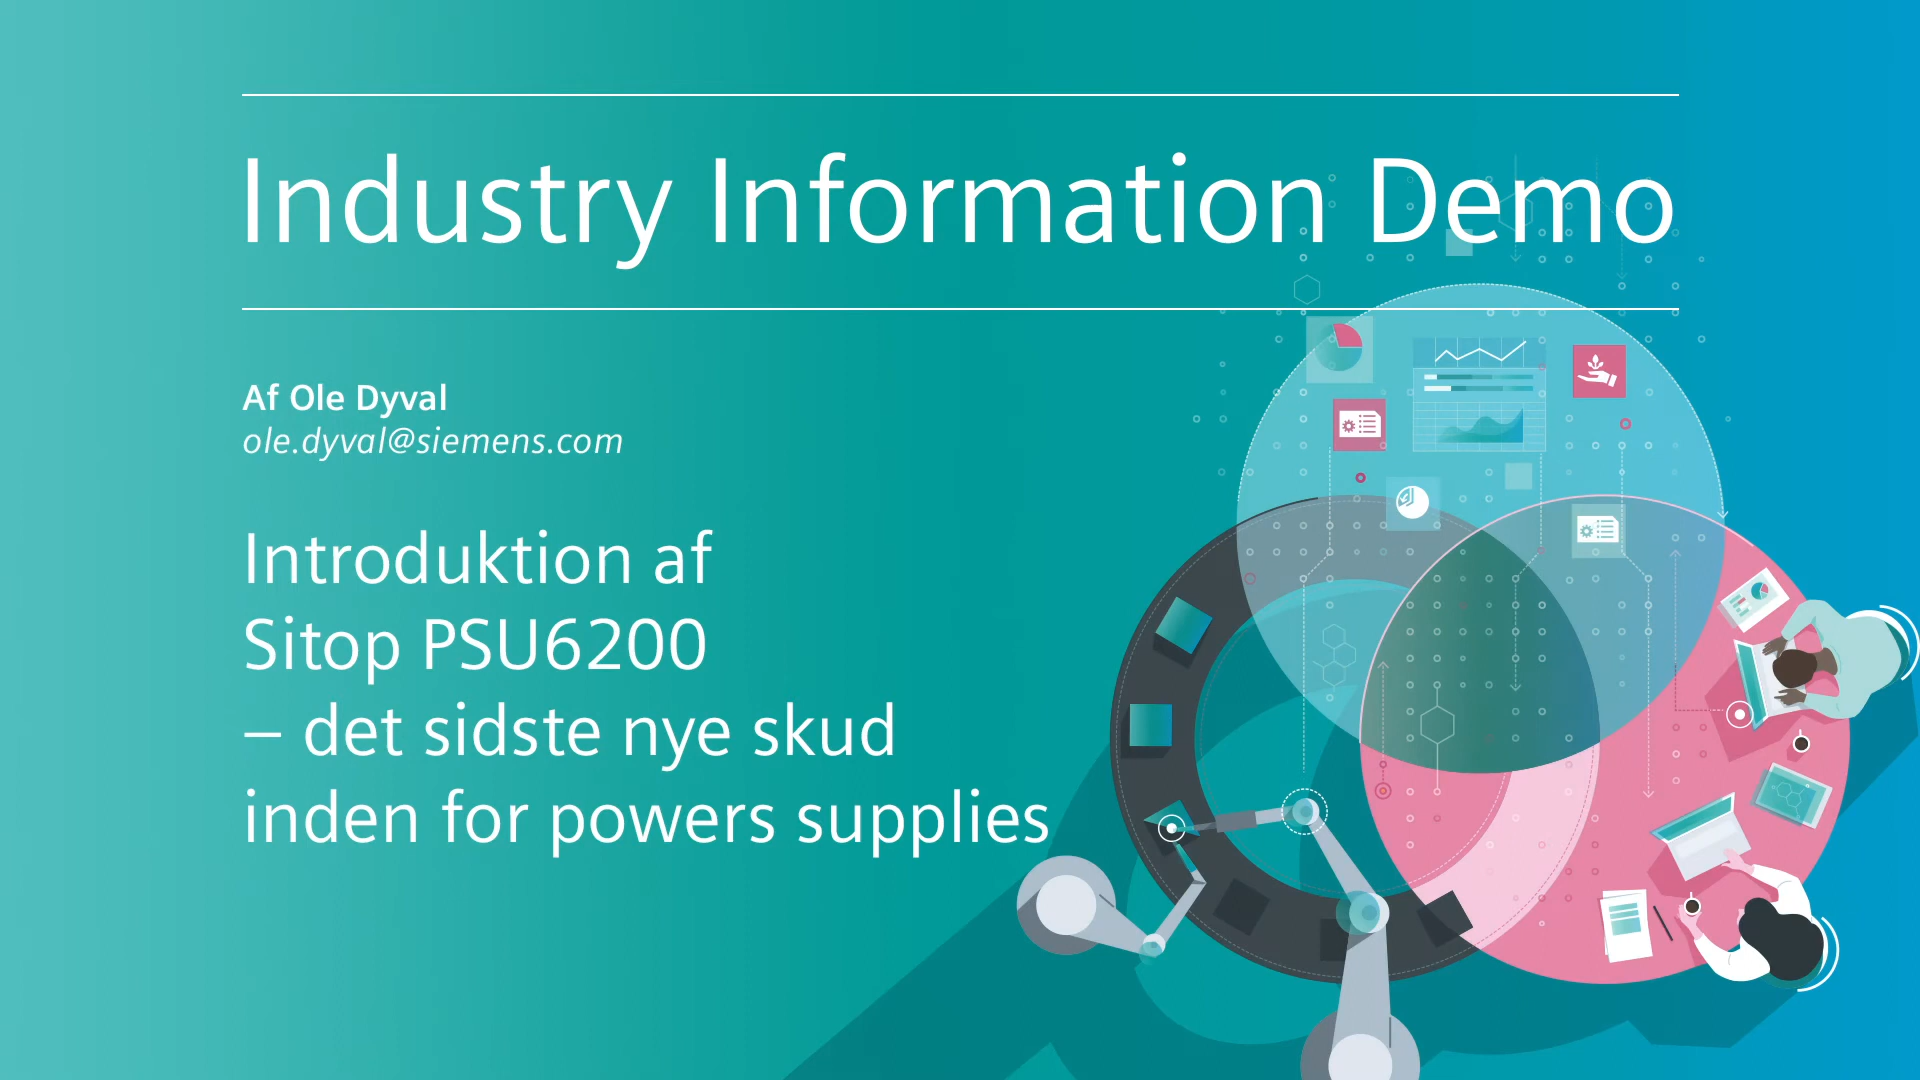 Industry Information Demo
Af Ole Dyval
ole.dyval@siemens.com
Introduktion af
Sitop PSU6200
– det sidste nye skud
inden for powers supplies